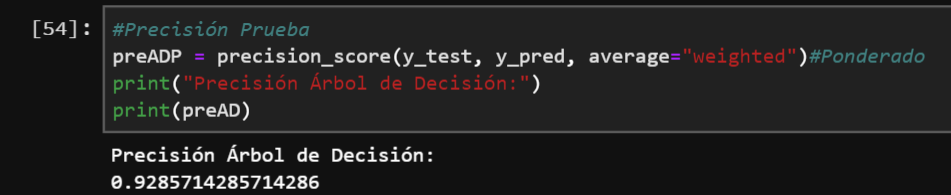 [54]: #Precisión Prueba
preADP = precision_score(y_test, y_pred, average="weighted")#Ponderado
print("Precisión Árbol de Decisión:")
print(preAD)
Precisión Árbol de Decisión:
0.9285714285714286